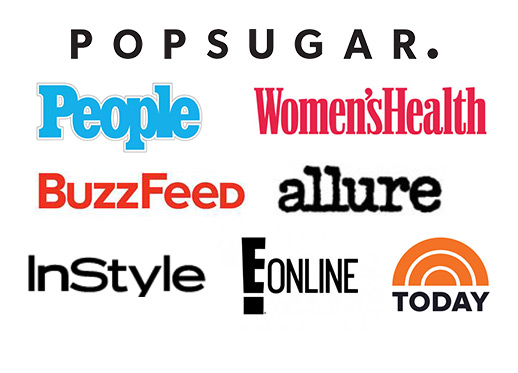 POPSUGAR.
People
Women'sHealth
BuzzFeed
allure
InStyle
E! ONLINE
TODAY